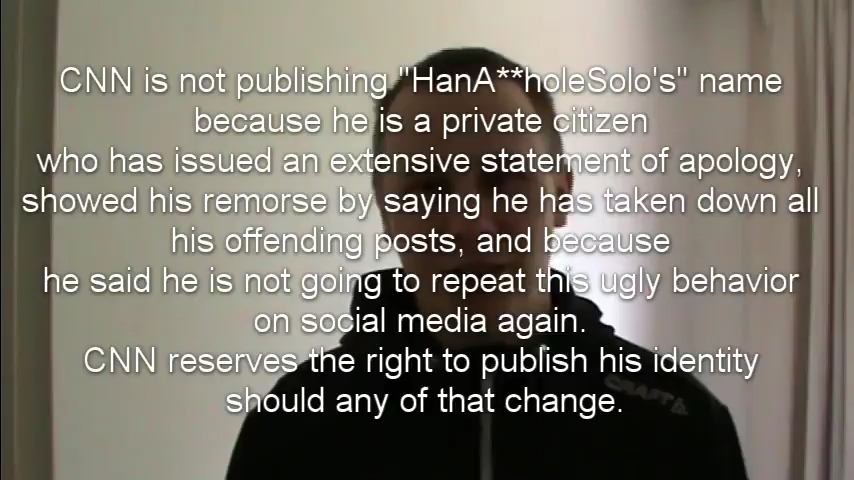 CNN is not publishing "HanA**holeSolo's" name
because he is a private citizen
who has issued an extensive statement of apology,
showed his remorse by saying he has taken down all
his offending posts, and because
he said he is not going to repeat this ugly behavior
on social media again.
CNN reserves the right to publish his identity
should any of that change.
CRAFT